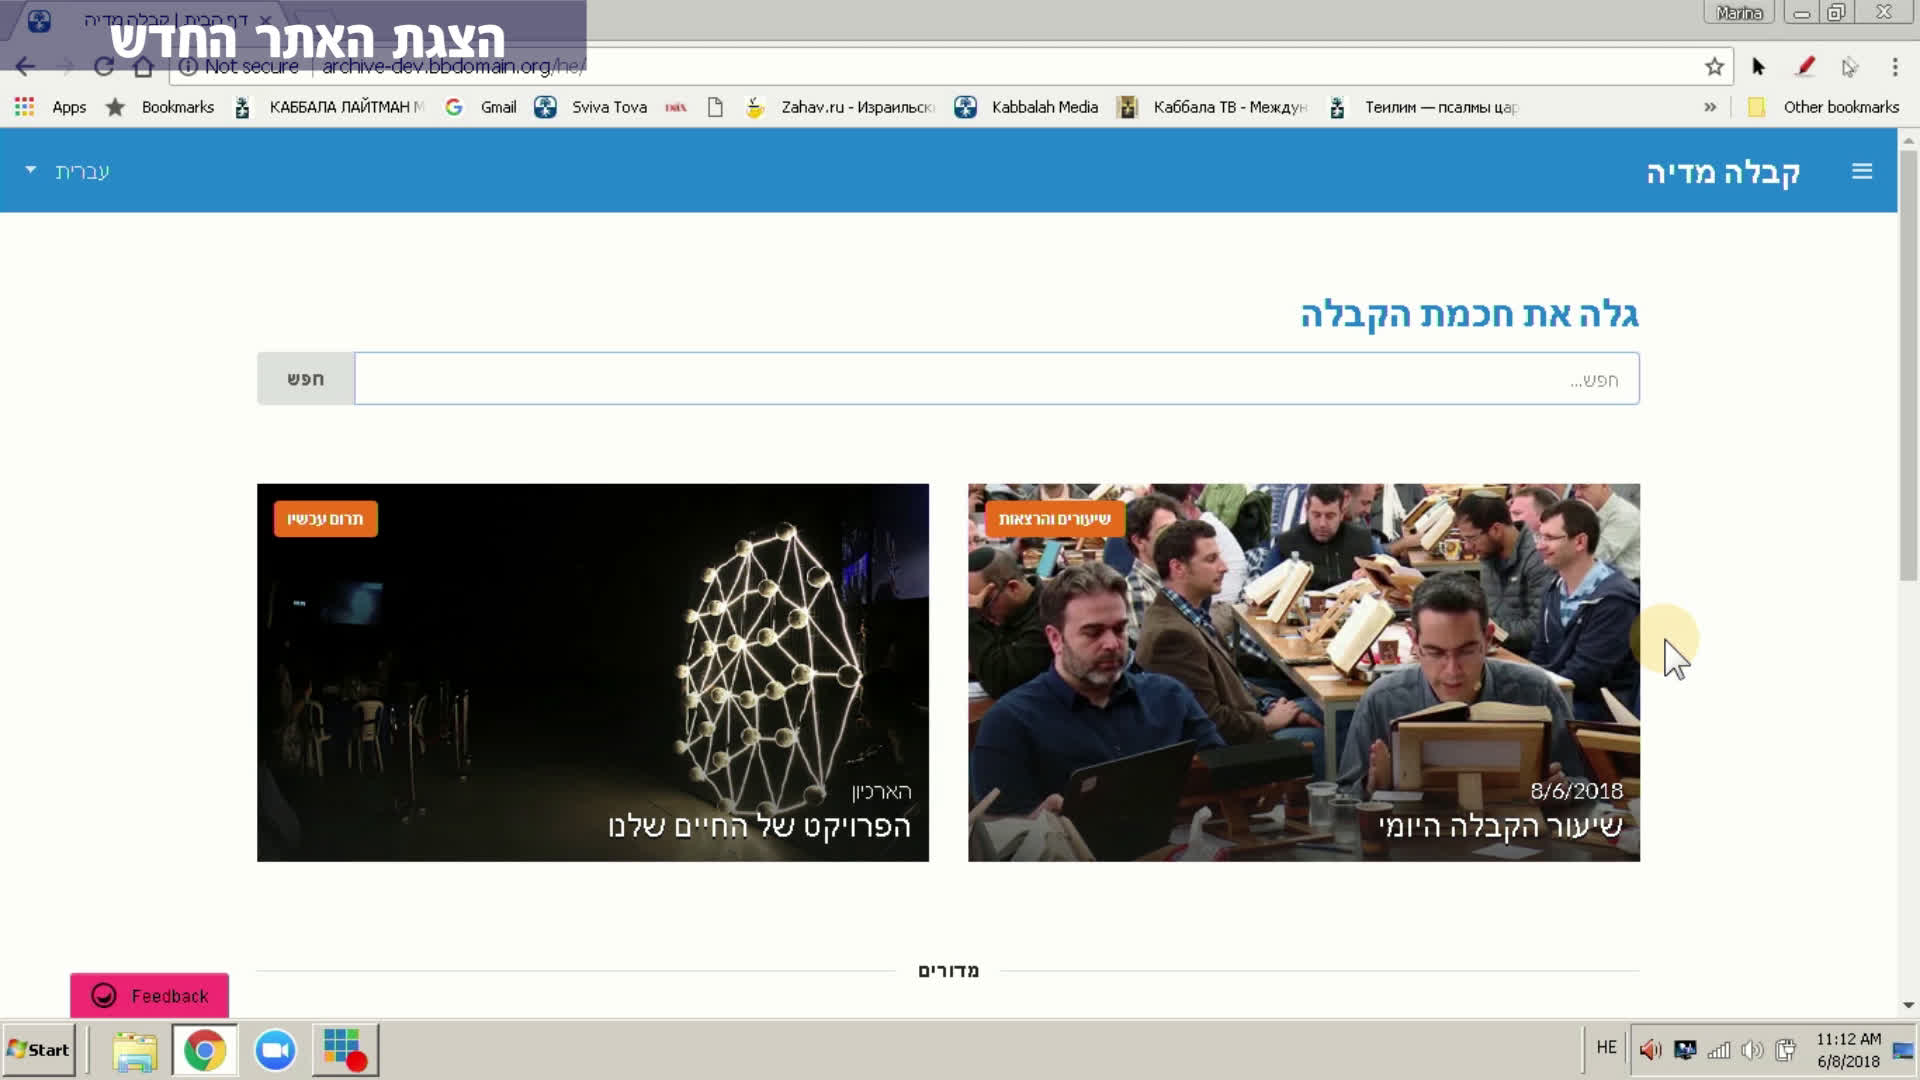 דף הבית | קבלה מדיה
הצגת האתר החדש
Marina
Not secure
archive-dev.bbdomain.org/he/
Apps
Bookmarks
КАББАЛА ЛАЙТМАН М
Gmail
Sviva Tova
Zahav.ru - Израильск
Kabbalah Media
Каббала ТВ - Междун
Теилим — псалмы цар
»
Other bookmarks
קבלה מדיה
עברית
גלה את חכמת הקבלה
חפש...
חפש
שיעורים והרצאות
8/6/2018
שיעור הקבלה היומי
תרום עכשיו
הארכיון
הפרויקט של החיים שלנו
מדורים
Feedback
Start
HE
11:12 AM
6/8/2018